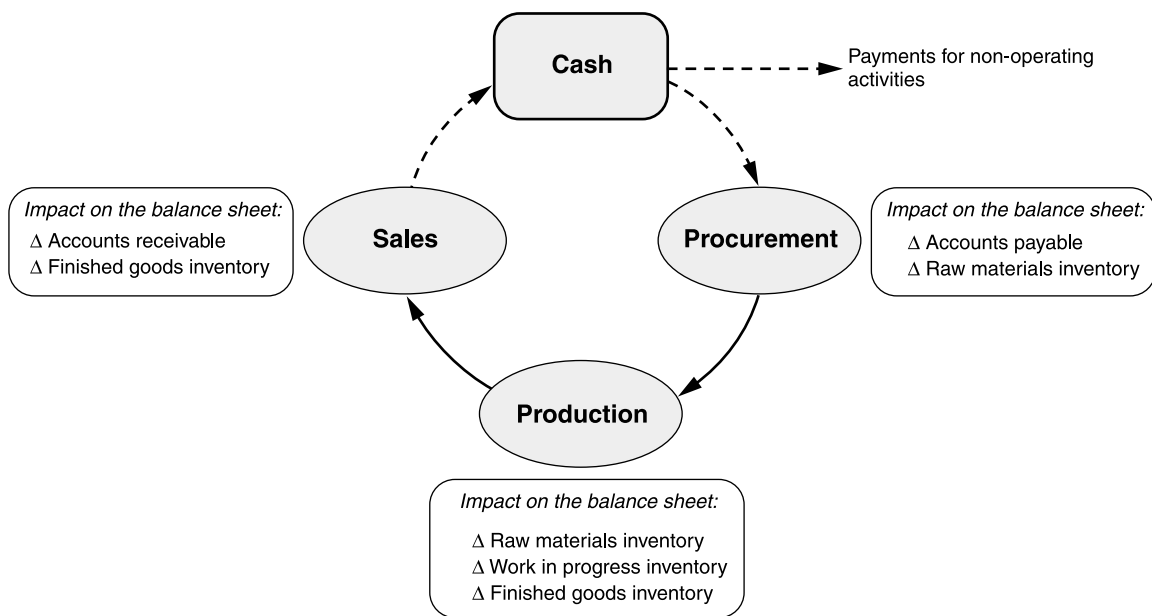 Cash
Payments for non-operating
activities
Impact on the balance sheet:
Δ Accounts receivable
Δ Finished goods inventory
Sales
Procurement
Impact on the balance sheet:
Δ Accounts payable
Δ Raw materials inventory
Production
Impact on the balance sheet:
Δ Raw materials inventory
Δ Work in progress inventory
Δ Finished goods inventory